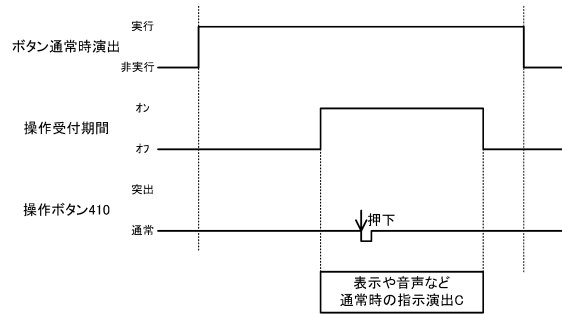 実行
ボタン通常時演出
非実行
オン
操作受付期間
オフ
突出
操作ボタン410
通常
押下
表示や音声など
通常時の指示演出C